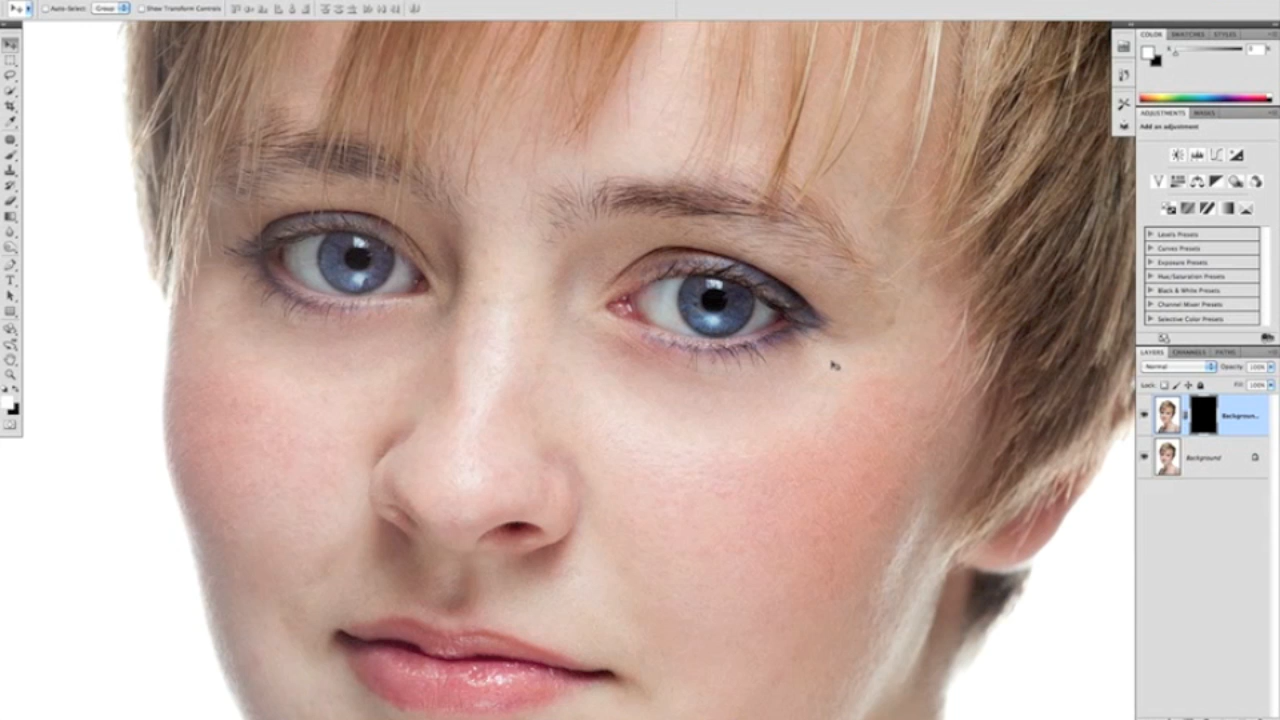 Auto-Select: Group Show Transform Controls
COLOR SWATCHES STYLES
K 0 %
ADJUSTMENTS MASKS
Add an adjustment
Levels Presets
Curves Presets
Exposure Presets
Hue/Saturation Presets
Black & White Presets
Channel Mixer Presets
Selective Color Presets
LAYERS CHANNELS PATHS
Normal Opacity: 100%
Lock: Fill: 100%
Backgroun...
Background